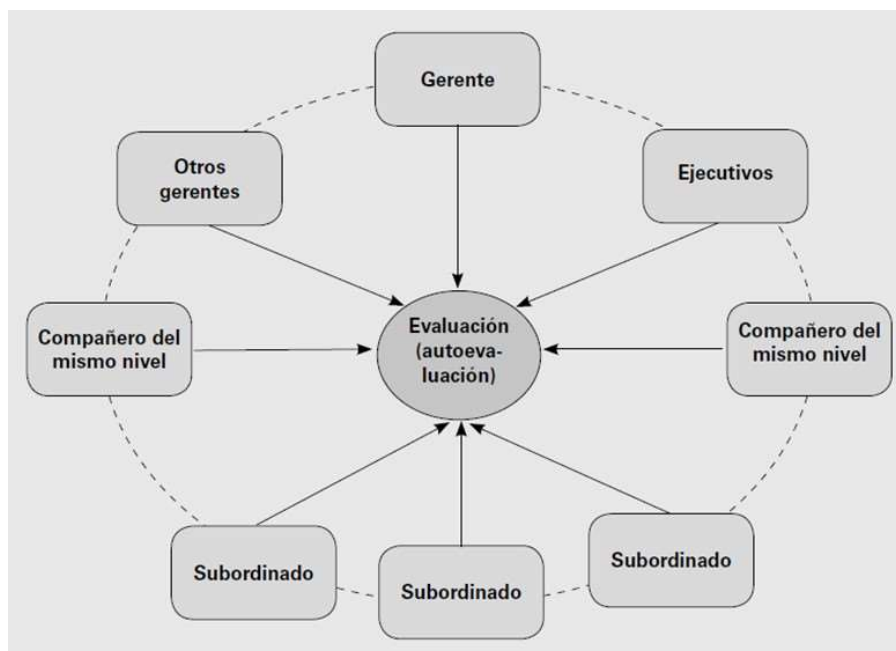 Gerente
Otros
gerentes
Ejecutivos
Compañero del
mismo nivel
Evaluación
(autoeva-
luación)
Compañero del
mismo nivel
Subordinado
Subordinado
Subordinado